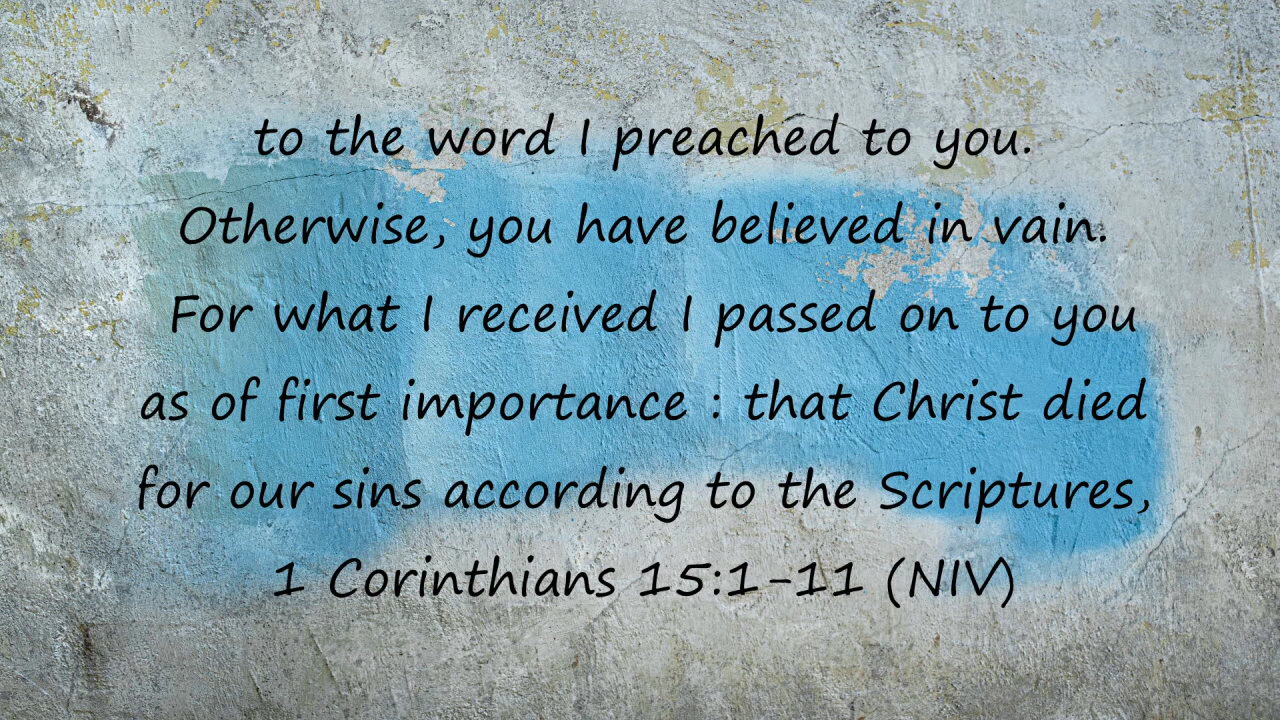 to the word I preached to you.
Otherwise, you have believed in vain.
For what I received I passed on to you
as of first importance : that Christ died
for our sins according to the Scriptures,
1 Corinthians 15:1-11 (NIV)